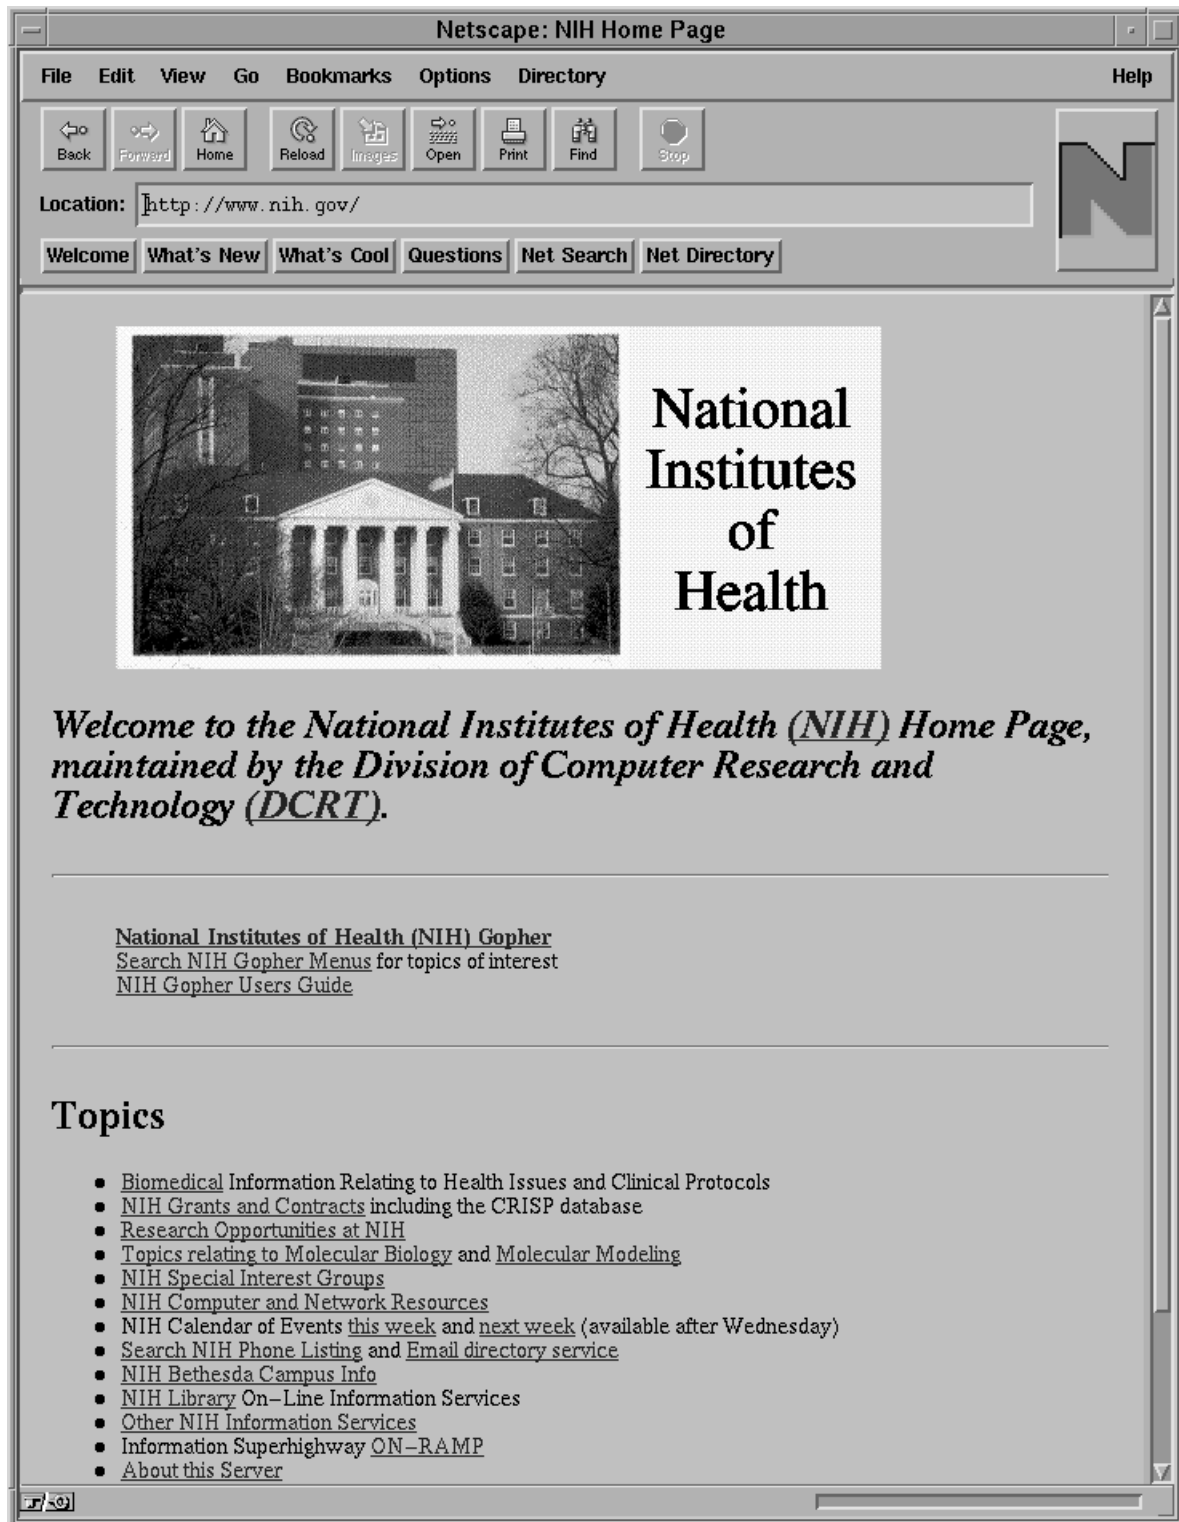 Netscape: NIH Home Page
File Edit View Go Bookmarks Options Directory Help
Back Forward Home Reload Images Open Print Find Stop
Location: http://www.nih.gov/
N
Welcome What's New What's Cool Questions Net Search Net Directory
National
Institutes
of
Health
Welcome to the National Institutes of Health (NIH) Home Page,
maintained by the Division of Computer Research and
Technology (DCRT).
National Institutes of Health (NIH) Gopher
Search NIH Gopher Menus for topics of interest
NIH Gopher Users Guide
Topics
Biomedical Information Relating to Health Issues and Clinical Protocols
NIH Grants and Contracts including the CRISP database
Research Opportunities at NIH
Topics relating to Molecular Biology and Molecular Modeling
NIH Special Interest Groups
NIH Computer and Network Resources
NIH Calendar of Events this week and next week (available after Wednesday)
Search NIH Phone Listing and Email directory service
NIH Bethesda Campus Info
NIH Library On-Line Information Services
Other NIH Information Services
Information Superhighway ON-RAMP
About this Server